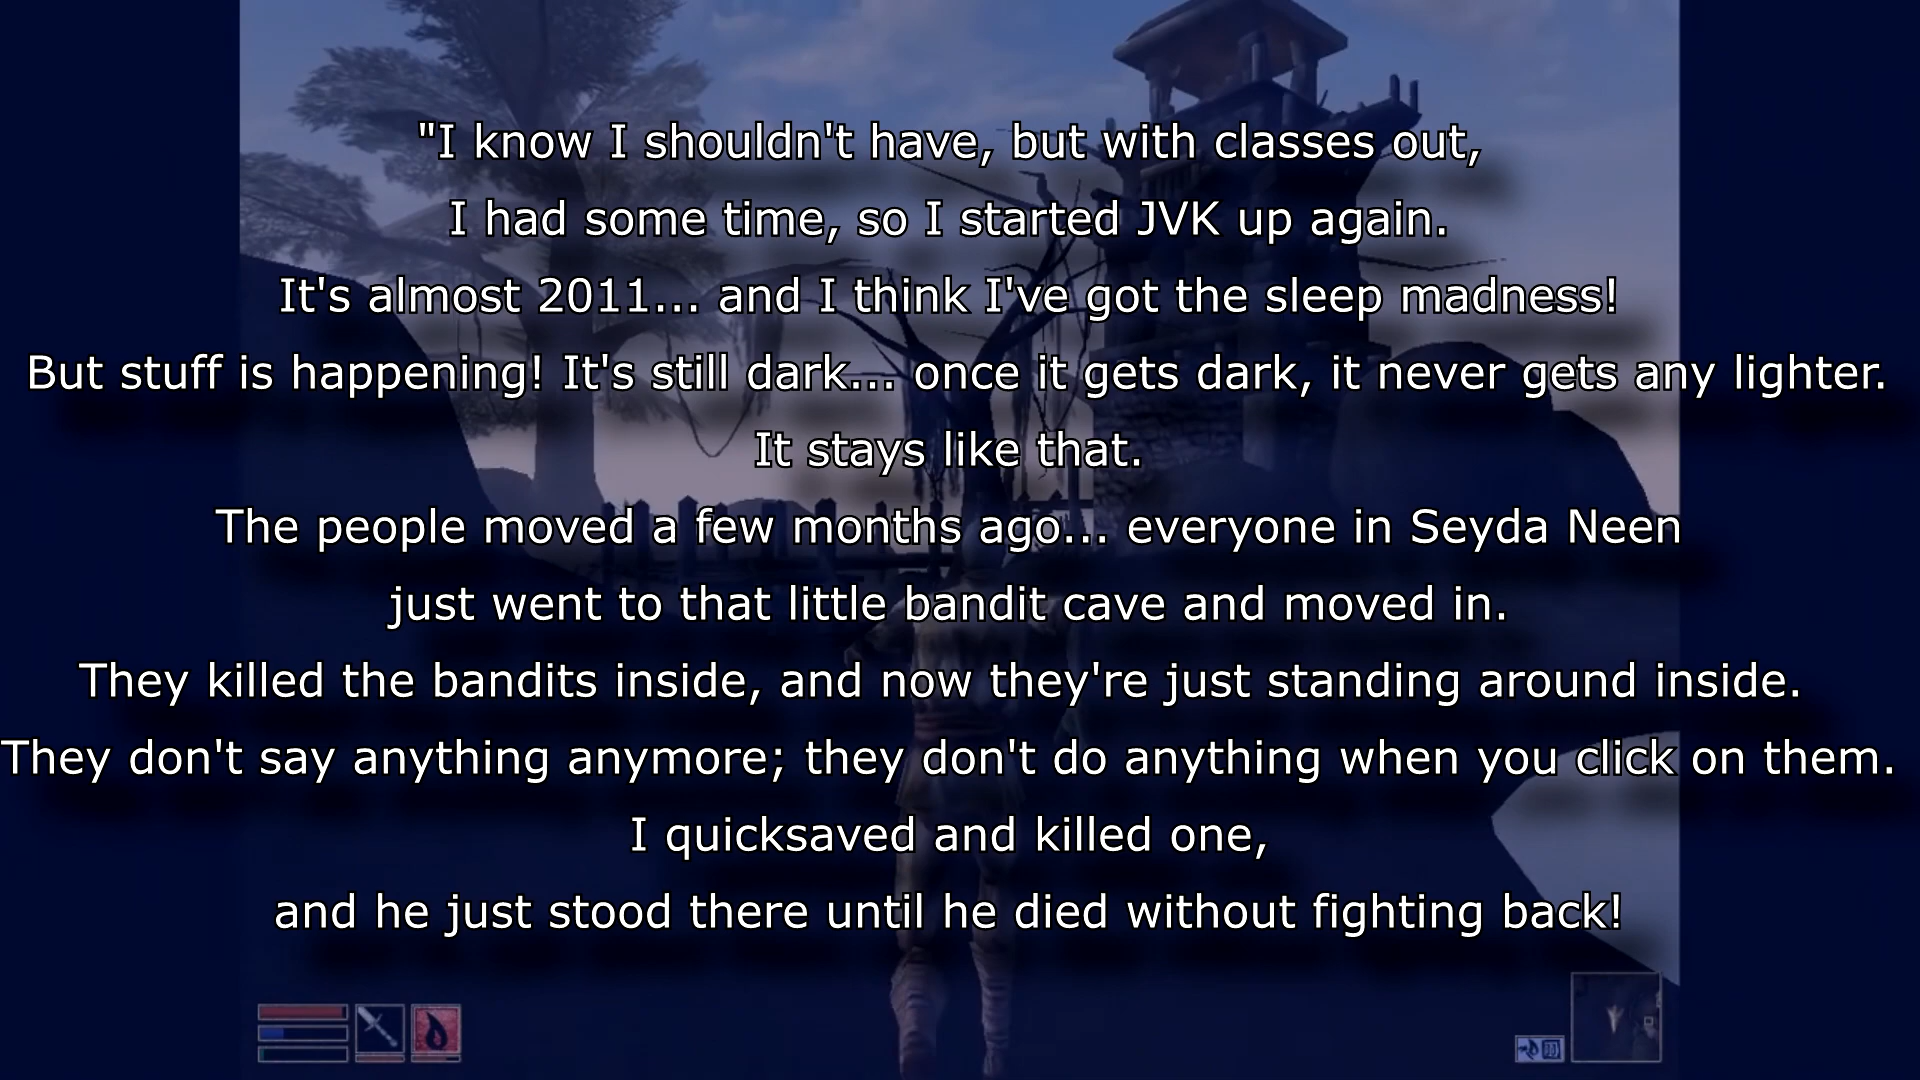 "I know I shouldn't have, but with classes out,
I had some time, so I started JVK up again.
It's almost 2011... and I think I've got the sleep madness!
But stuff is happening! It's still dark... once it gets dark, it never gets any lighter.
It stays like that.
The people moved a few months ago... everyone in Seyda Neen
just went to that little bandit cave and moved in.
They killed the bandits inside, and now they're just standing around inside.
They don't say anything anymore; they don't do anything when you click on them.
I quicksaved and killed one,
and he just stood there until he died without fighting back!